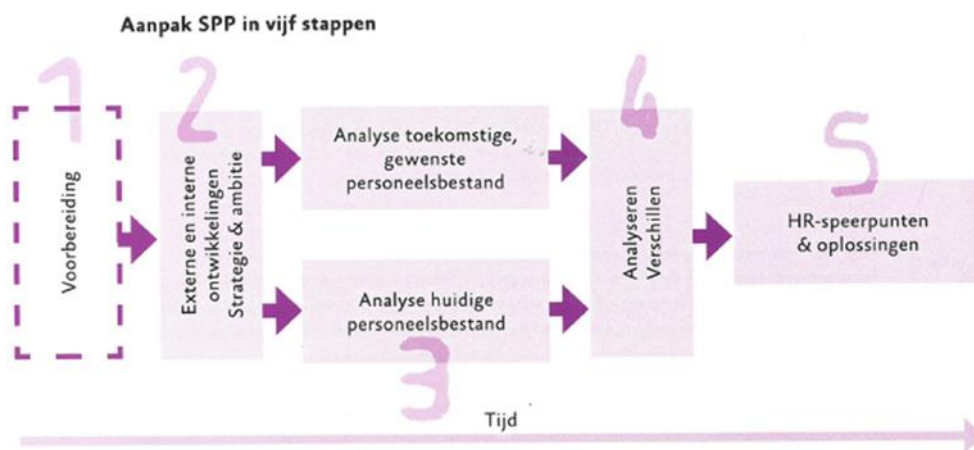 Aanpak SPP in vijf stappen
1
2
4
5
Voorbereiding
Externe en interne
ontwikkelingen
Strategie & ambitie
Analyse toekomstige,
gewenste
personeelsbestand
Analyse huidige
personeelsbestand
3
Analyseren
Verschillen
HR-speerpunten
& oplossingen
Tijd